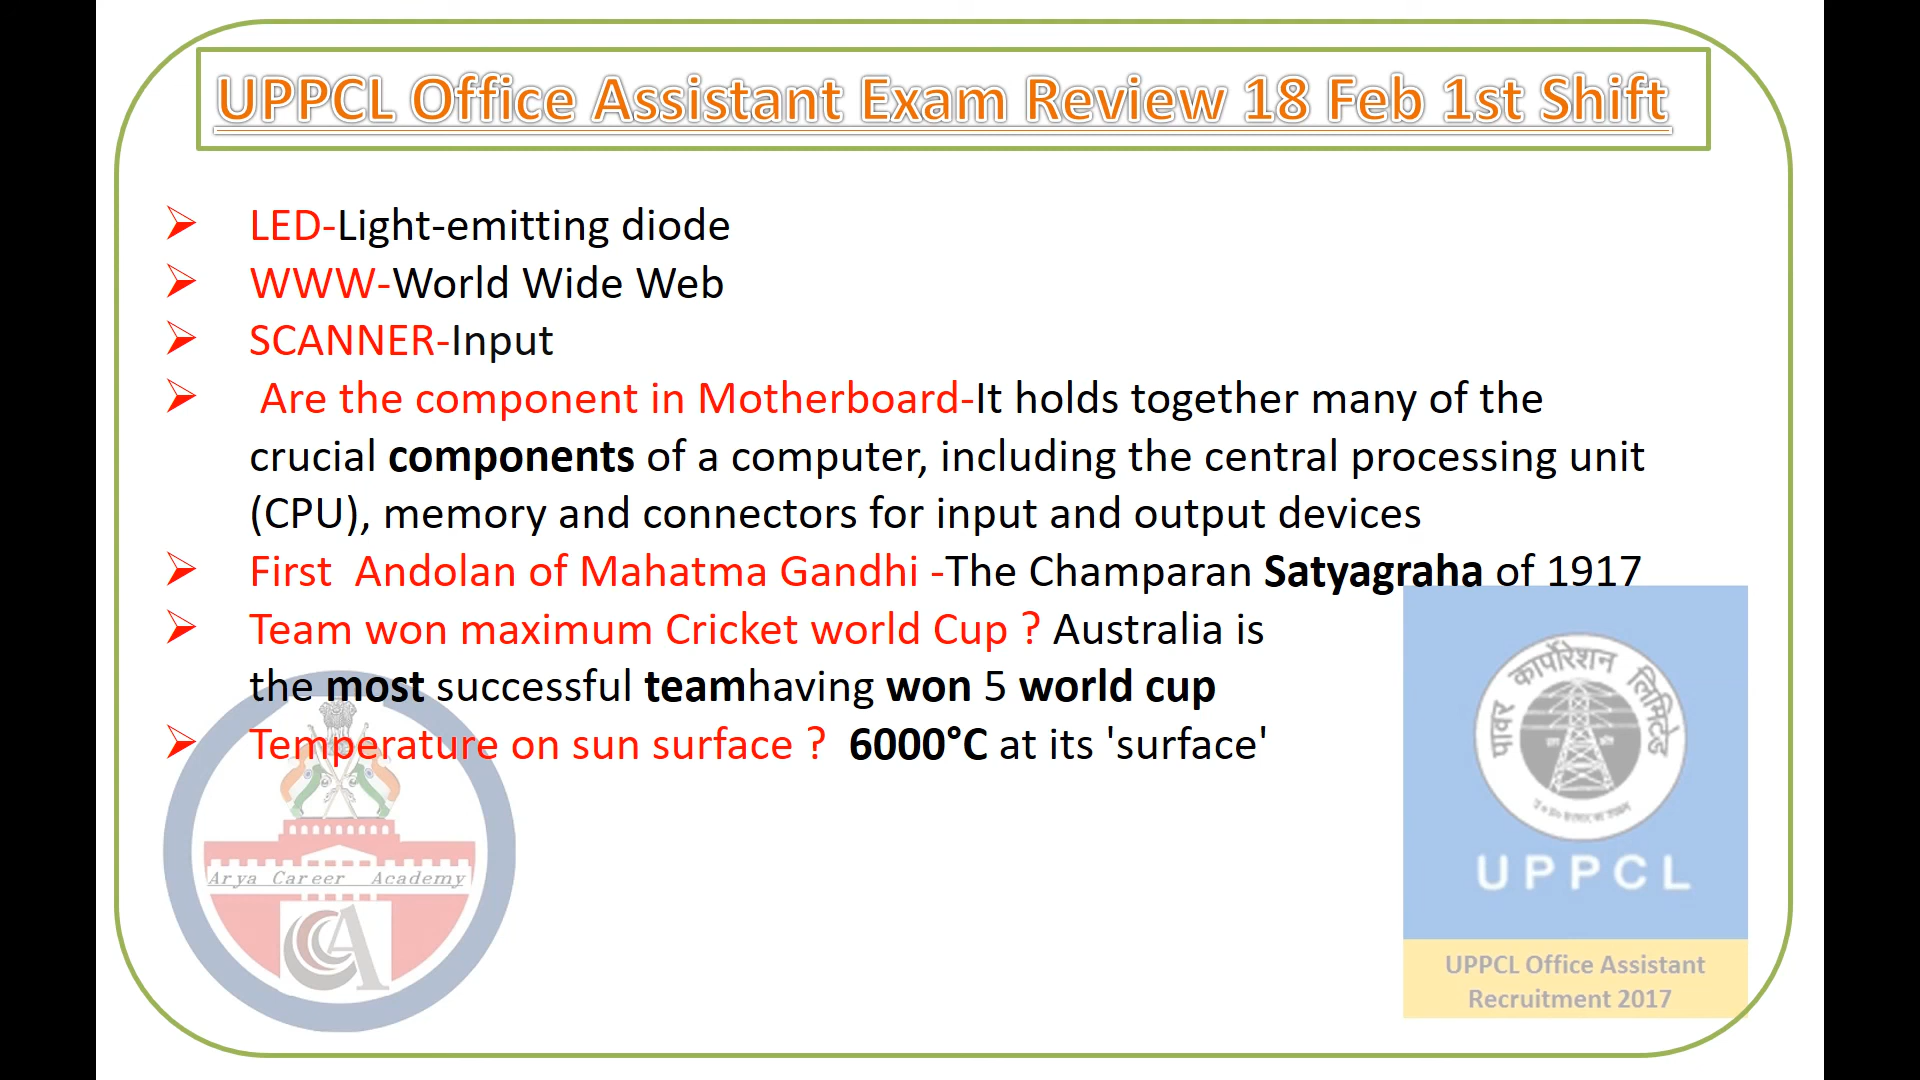 UPPCL Office Assistant Exam Review 18 Feb 1st Shift
LED-Light-emitting diode
WWW-World Wide Web
SCANNER-Input
Are the component in Motherboard-It holds together many of the
crucial components of a computer, including the central processing unit
(CPU), memory and connectors for input and output devices
First Andolan of Mahatma Gandhi -The Champaran Satyagraha of 1917
Team won maximum Cricket world Cup ? Australia is
the most successful teamhaving won 5 world cup
Temperature on sun surface ? 6000°C at its 'surface'
Arya Career Academy
पावर कार्पोरेशन लिमिटेड
UPPCL
UPPCL Office Assistant
Recruitment 2017